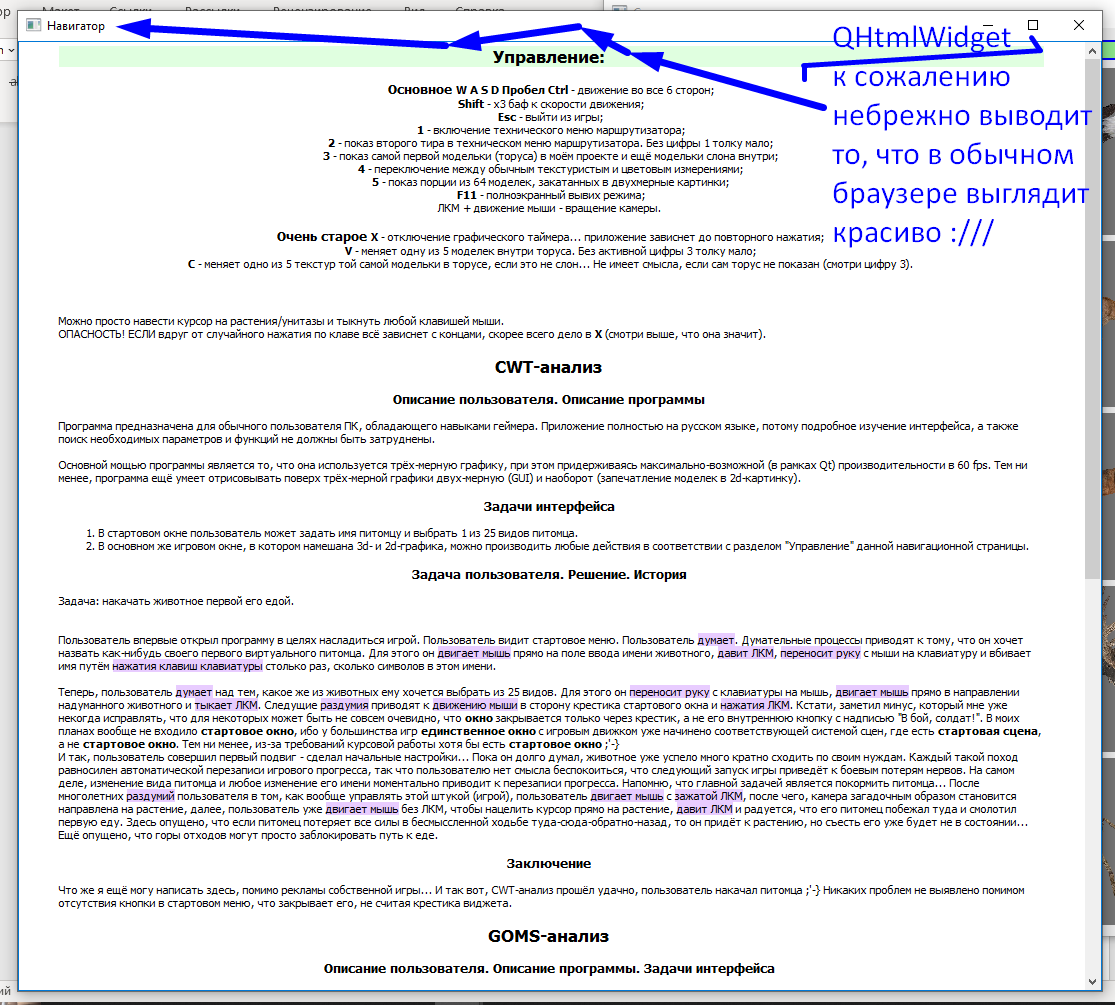 Навигатор
QHtmlWidget
к сожалению
небрежно выводит
то, что в обычном
браузере выглядит
красиво :///
Управление:
Основное W A S D Пробел Ctrl - движение во все 6 сторон;
Shift - x3 баф к скорости движения;
Esc - выйти из игры;
1 - включение технического меню маршрутизатора;
2 - показ второго тира в техническом меню маршрутизатора. Без цифры 1 толку мало;
3 - показ самой первой модельки (торуса) в моём проекте и ещё модельки слона внутри;
4 - переключение между обычным текстуристым и цветовым измерениями;
5 - показ порции из 64 моделек, закатанных в двухмерные картинки;
F11 - полноэкранный вывих режима;
ЛКМ + движение мыши - вращение камеры.
Очень старое X - отключение графического таймера... приложение зависнет до повторного нажатия;
V - меняет одну из 5 моделек внутри торуса. Без активной цифры 3 толку мало;
C - меняет одно из 5 текстур той самой модельки в торусе, если это не слон... Не имеет смысла, если сам торус не показан (смотри цифру 3).
Можно просто навести курсор на растения/унитазы и тыкнуть любой клавишей мыши.
ОПАСНОСТЬ! ЕСЛИ вдруг от случайного нажатия по клаве всё зависнет с концами, скорее всего дело в X (смотри выше, что она значит).
CWT-анализ
Описание пользователя. Описание программы
Программа предназначена для обычного пользователя ПК, обладающего навыками геймера. Приложение полностью на русском языке, потому подробное изучение интерфейса, а также
поиск необходимых параметров и функций не должны быть затруднены.
Основной мощью программы является то, что она используется трёх-мерную графику, при этом придерживаясь максимально-возможной (в рамках Qt) производительности в 60 fps. Тем ни
менее, программа ещё умеет отрисовывать поверх трёх-мерной графики двух-мерную (GUI) и наоборот (запечатление моделек в 2d-картинку).
Задачи интерфейса
1. В стартовом окне пользователь может задать имя питомцу и выбрать 1 из 25 видов питомца.
2. В основном же игровом окне, в котором намешана 3d- и 2d-графика, можно производить любые действия в соответствии с разделом "Управление" данной навигационной страницы.
Задача пользователя. Решение. История
Задача: накачать животное первой его едой.
Пользователь впервые открыл программу в целях насладиться игрой. Пользователь видит стартовое меню. Пользователь думает. Думательные процессы приводят к тому, что он хочет
назвать как-нибудь своего первого виртуального питомца. Для этого он двигает мышь прямо на поле ввода имени животного, давит ЛКМ, переносит руку с мыши на клавиатуру и вбивает
имя путём нажатия клавиш клавиатуры столько раз, сколько символов в этом имени.
Теперь, пользователь думает над тем, какое же из животных ему хочется выбрать из 25 видов. Для этого он переносит руку с клавиатуры на мышь, двигает мышь прямо в направлении
надуманного животного и тыкает ЛКМ. Следущие раздумия приводят к движению мыши в сторону крестика стартового окна и нажатия ЛКМ. Кстати, заметил минус, который мне уже
некогда исправлять, что для некоторых может быть не совсем очевидно, что окно закрывается только через крестик, а не его внутреннюю кнопку с надписью "В бой, солдат!". В моих
планах вообще не входило стартовое окно, ибо у большинства игр единственное окно с игровым движком уже начинено соответствующей системой сцен, где есть стартовая сцена,
а не стартовое окно. Тем ни менее, из-за требований курсовой работы хотя бы есть стартовое окно ;'-}
И так, пользователь совершил первый подвиг - сделал начальные настройки... Пока он долго думал, животное уже успело много кратно сходить по своим нуждам. Каждый такой поход
равносилен автоматической перезаписи игрового прогресса, так что пользователю нет смысла беспокоиться, что следующий запуск игры приведёт к боевым потерям нервов. На самом
деле, изменение вида питомца и любое изменение его имени моментально приводит к перезаписи прогресса. Напомню, что главной задачей является покормить питомца... После
многолетних раздумий пользователя в том, как вообще управлять этой штукой (игрой), пользователь двигает мышь с зажатой ЛКМ, после чего, камера загадочным образом становится
направлена на растение, далее, пользователь уже двигает мышь без ЛКМ, чтобы нацелить курсор прямо на растение, давит ЛКМ и радуется, что его питомец побежал туда и смолотил
первую еду. Здесь опущено, что если питомец потеряет все силы в бессмысленной ходьбе туда-сюда-обратно-назад, то он придёт к растению, но съесть его уже будет не в состоянии...
Ещё опущено, что горы отходов могут просто заблокировать путь к еде.
Заключение
Что же я ещё могу написать здесь, помимо рекламы собственной игры... И так вот, CWT-анализ прошёл удачно, пользователь накачал питомца ;'-} Никаких проблем не выявлено помимом
отсутствия кнопки в стартовом меню, что закрывает его, не считая крестика виджета.
GOMS-анализ
Описание пользователя. Описание программы. Задачи интерфейса